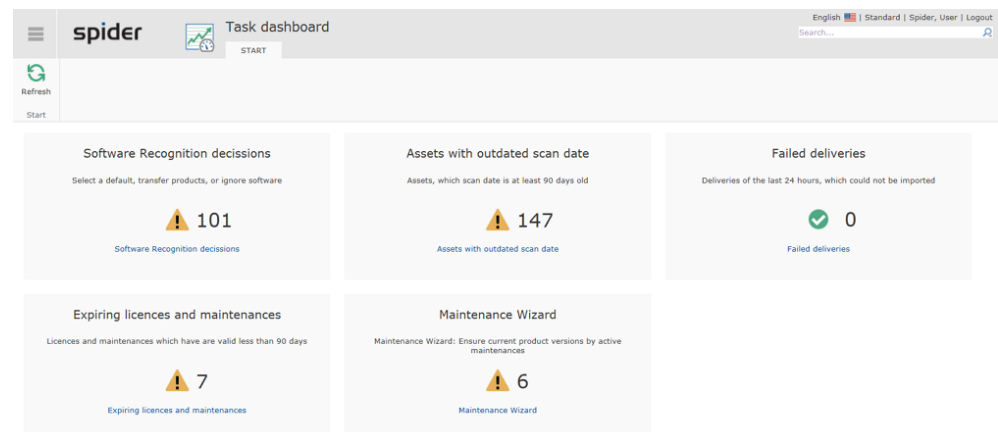 English | Standard | Spider, User | Logout
spider
Task dashboard
Search...
START
Refresh
Start
Software Recognition decissions
Select a default, transfer products, or ignore software
101
Software Recognition decissions
Assets with outdated scan date
Assets, which scan date is at least 90 days old
147
Assets with outdated scan date
Failed deliveries
Deliveries of the last 24 hours, which could not be imported
0
Failed deliveries
Expiring licences and maintenances
Licences and maintenances which have are valid less than 90 days
7
Expiring licences and maintenances
Maintenance Wizard
Maintenance Wizard: Ensure current product versions by active
maintenances
6
Maintenance Wizard